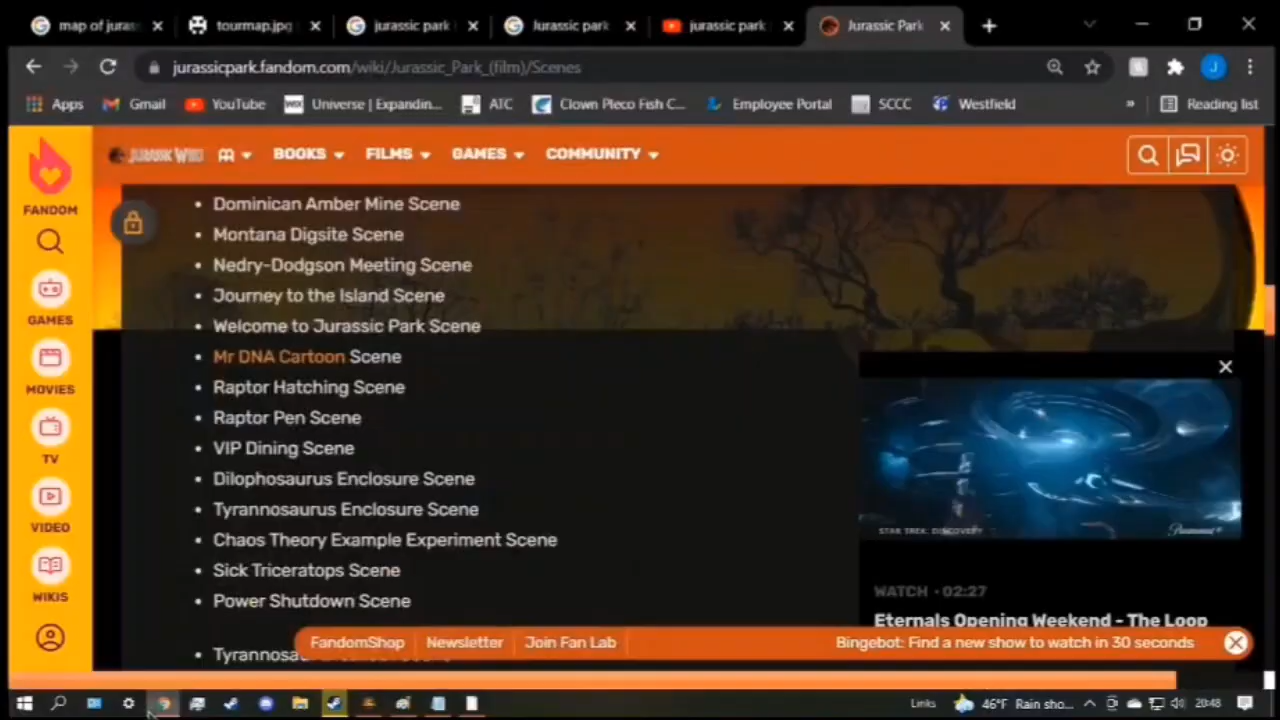 map of juras
tourmap.jpg
jurassic park
Jurassic park
jurassic park
Jurassic Park
jurassicpark.fandom.com/wiki/Jurassic_Park_(film)/Scenes
J
Apps
Gmail
YouTube
Universe | Expandin...
ATC
Clown Pleco Fish C...
Employee Portal
SCCC
Westfield
»
Reading list
JURASSIC WIKI
BOOKS
FILMS
GAMES
COMMUNITY
FANDOM
GAMES
MOVIES
TV
VIDEO
WIKIS
• Dominican Amber Mine Scene
• Montana Digsite Scene
• Nedry-Dodgson Meeting Scene
• Journey to the Island Scene
• Welcome to Jurassic Park Scene
• Mr DNA Cartoon Scene
• Raptor Hatching Scene
• Raptor Pen Scene
• VIP Dining Scene
• Dilophosaurus Enclosure Scene
• Tyrannosaurus Enclosure Scene
• Chaos Theory Example Experiment Scene
• Sick Triceratops Scene
• Power Shutdown Scene
• Tyrannosau
STAR TREK: DISCOVERY
Paramount+
WATCH • 02:27
Eternals Opening Weekend - The Loop
FandomShop
Newsletter
Join Fan Lab
Bingebot: Find a new show to watch in 30 seconds
Links
46°F Rain sho...
20:48